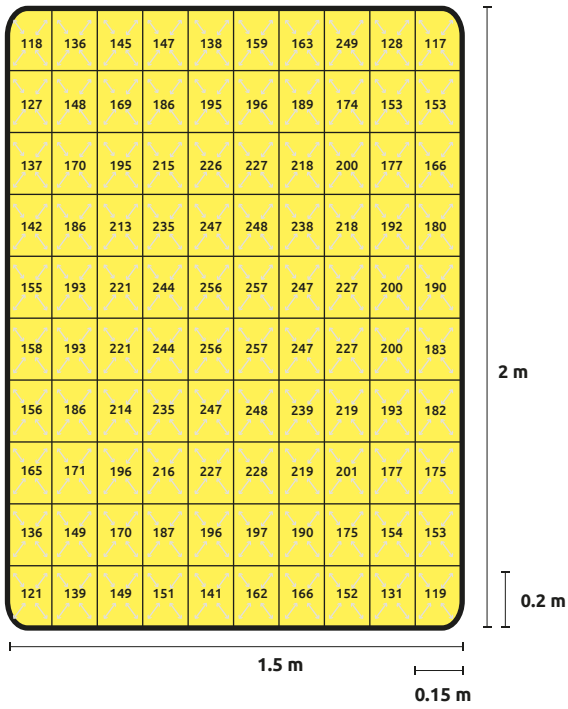 118 136 145 147 138 159 163 249 128 117
127 148 169 186 195 196 189 174 153 153
137 170 195 215 226 227 218 200 177 166
142 186 213 235 247 248 238 218 192 180
155 193 221 244 256 257 247 227 200 190
158 193 221 244 256 257 247 227 200 183
2 m
156 186 214 235 247 248 239 219 193 182
165 171 196 216 227 228 219 201 177 175
136 149 170 187 196 197 190 175 154 153
121 139 149 151 141 162 166 152 131 119
0.2 m
1.5 m
0.15 m